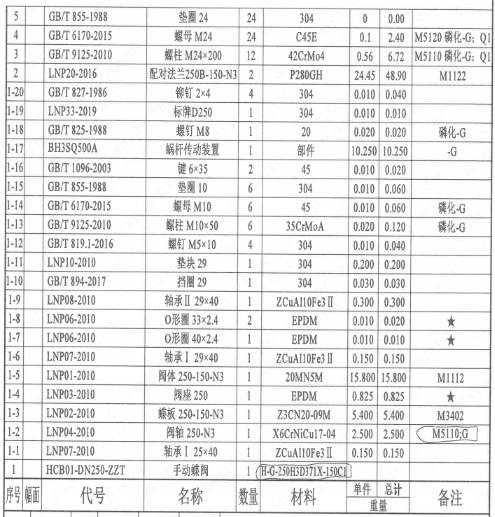 5 GB/T 855-1988 垫圈 24 24 304 0 0.00
4 GB/T 6170-2015 螺母 M24 24 C45E 0.1 2.40 M5120 磷化-G: Q1
3 GB/T 9125-2010 螺柱 M24×200 12 42CrMo4 0.56 6.72 M5110 磷化-G; Q1
2 LNP20-2016 配对法兰250B-150-N3 2 P280GH 24.45 48.90 M1122
1-20 GB/T 827-1986 铆钉 2×4 4 304 0.010 0.040
1-19 LNP33-2019 标牌D250 1 304 0.010 0.010
1-18 GB/T 825-1988 螺钉 M8 1 20 0.020 0.020 磷化-G
1-17 BH3SQ500A 蜗杆传动装置 1 部件 10.250 10.250 -G
1-16 GB/T 1096-2003 键 6×35 2 45 0.010 0.020
1-15 GB/T 855-1988 垫圈 10 6 304 0.010 0.060
1-14 GB/T 6170-2015 螺母 M10 6 45 0.010 0.060 磷化-G
1-13 GB/T 9125-2010 螺柱 M10×50 6 35CrMoA 0.020 0.120 磷化-G
1-12 GB/T 819.1-2016 螺钉 M5×10 4 304 0.010 0.040
1-11 LNP10-2010 垫块 29 1 304 0.200 0.200
1-10 GB/T 894-2017 挡圈 29 1 304 0.030 0.030
1-9 LNP08-2010 轴承Ⅱ 29×40 1 ZCuAl10Fe3Ⅱ 0.300 0.300
1-8 LNP06-2010 O形圈 33×2.4 2 EPDM 0.010 0.020 ★
1-7 LNP06-2010 O形圈 40×2.4 1 EPDM 0.010 0.010 ★
1-6 LNP07-2010 轴承Ⅰ 29×40 1 ZCuAl10Fe3Ⅱ 0.150 0.150
1-5 LNP01-2010 阀体 250-150-N3 1 20MN5M 15.800 15.800 M1112
1-4 LNP03-2010 阀座 250 1 EPDM 0.825 0.825 ★
1-3 LNP02-2010 蝶板 250-150-N3 1 Z3CN20-09M 5.400 5.400 M3402
1-2 LNP04-2010 阀轴 250-N3 1 X6CrNiCu17-04 2.500 2.500 M5110;G
1-1 LNP07-2010 轴承Ⅰ 25×40 1 ZCuAl10Fe3Ⅱ 0.150 0.150
1 HCB01-DN250-ZZT 手动蝶阀 1 H-G-250H3D371X-150C1
序号 幅面 代号 名称 数量 材料 单件 总计 备注
重量